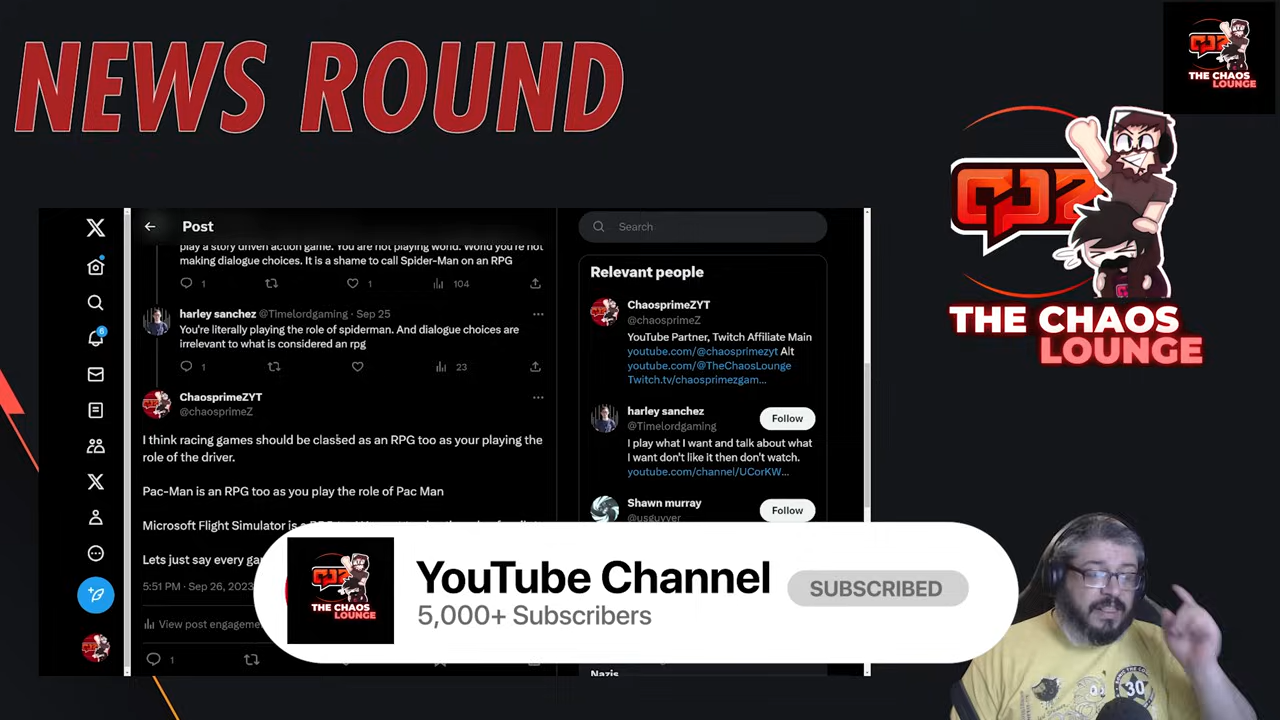 NEWS ROUND
THE CHAOS
LOUNGE
THE CHAOS
LOUNGE
Post
play a story driven action game. You are not playing world. World you're not
making dialogue choices. It is a shame to call Spider-Man on an RPG
1
1
104
harley sanchez @Timelordgaming · Sep 25
You're literally playing the role of spiderman. And dialogue choices are
irrelevant to what is considered an rpg
1
23
ChaosprimeZYT
@chaosprimeZ
I think racing games should be classed as an RPG too as your playing the
role of the driver.
Pac-Man is an RPG too as you play the role of Pac Man
Microsoft Flight Simulator is
Lets just say every
5:51 PM · Sep 26, 2023
View post engageme
1
Search
Relevant people
ChaosprimeZYT
@chaosprimeZ
YouTube Partner, Twitch Affiliate Main
youtube.com/@chaosprimezyt Alt
youtube.com/@TheChaosLounge
Twitch.tv/chaosprimezgam…
harley sanchez
@Timelordgaming
Follow
I play what I want and talk about what
I want don't like it then don't watch.
youtube.com/channel/UCorKW…
Shawn murray
@usguyver
Follow
Nazis
6
THE CHAOS
LOUNGE
YouTube Channel
5,000+ Subscribers
SUBSCRIBED
30